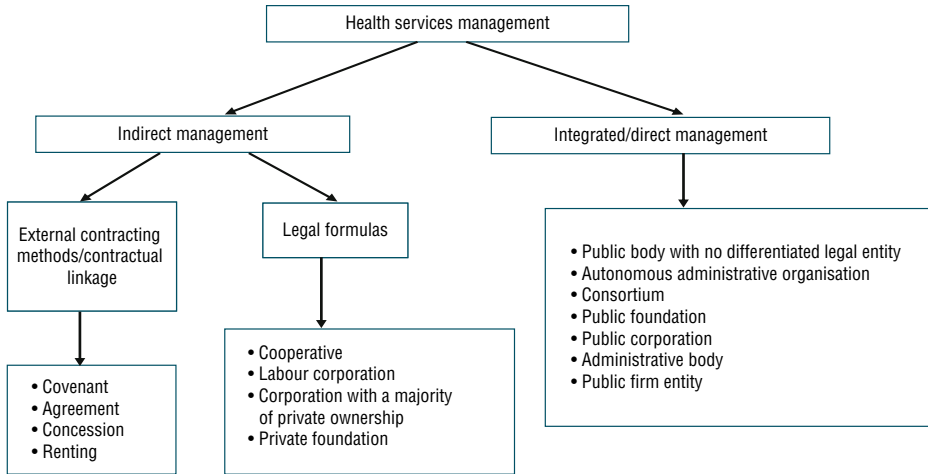 Health services management
Indirect management
Integrated/direct management
External contracting
methods/contractual
linkage
Legal formulas
• Public body with no differentiated legal entity
• Autonomous administrative organisation
• Consortium
• Public foundation
• Public corporation
• Administrative body
• Public firm entity
• Covenant
• Agreement
• Concession
• Renting
• Cooperative
• Labour corporation
• Corporation with a majority
of private ownership
• Private foundation